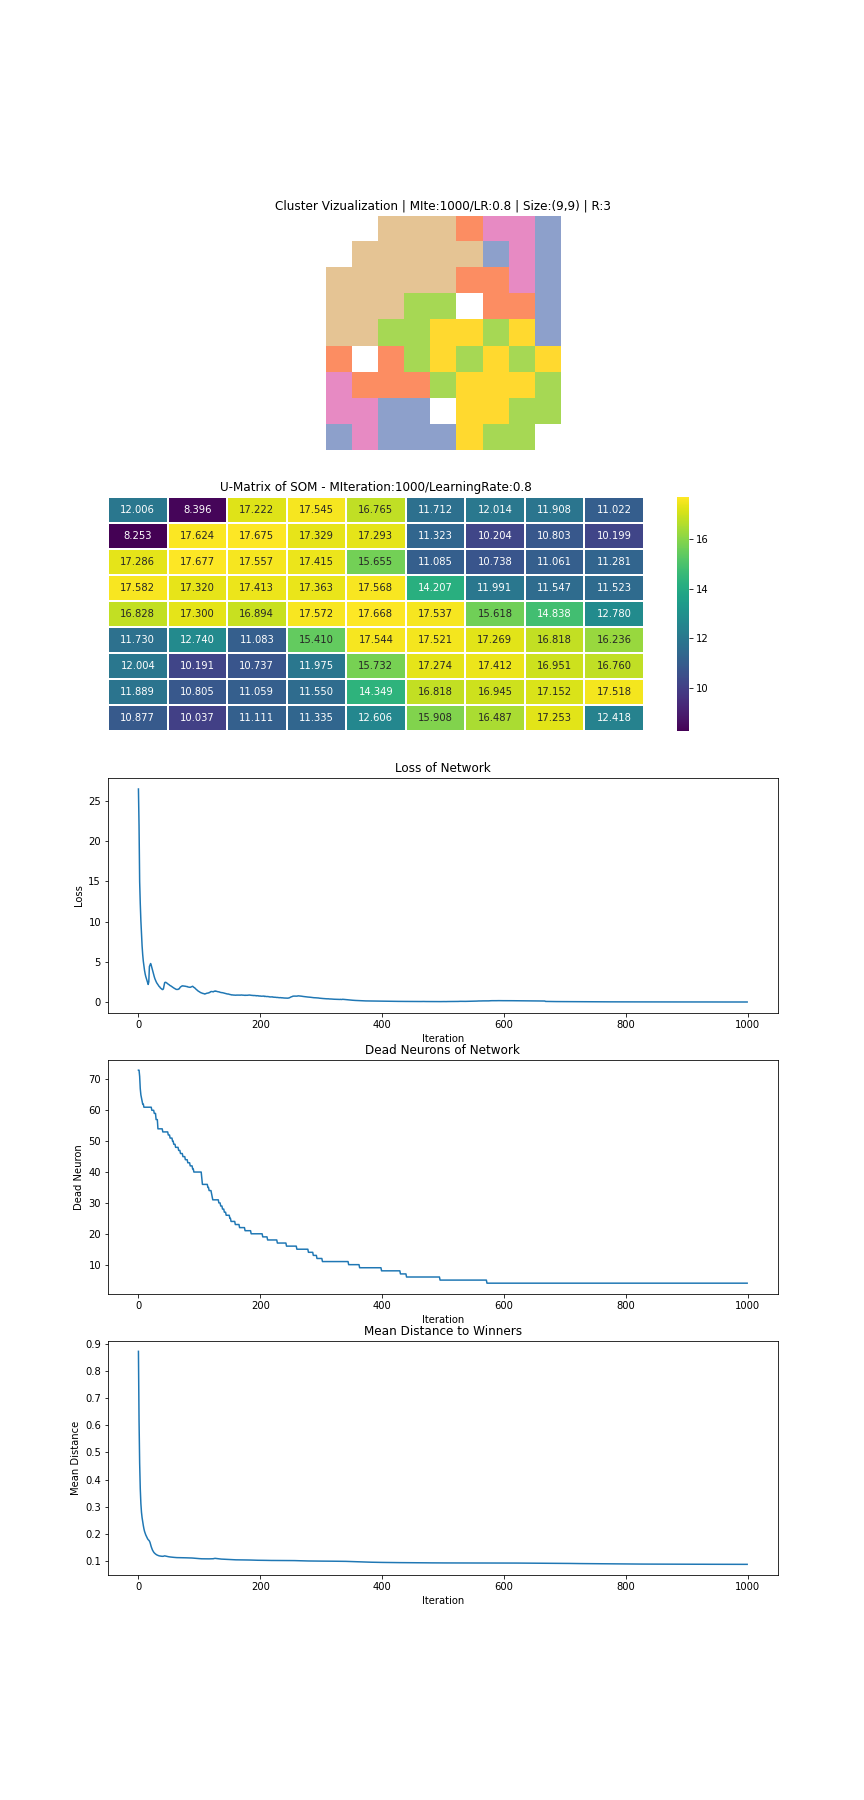 Cluster Vizualization | MIte:1000/LR:0.8 | Size:(9,9) | R:3
U-Matrix of SOM - MIteration:1000/LearningRate:0.8
12.006 8.396 17.222 17.545 16.765 11.712 12.014 11.908 11.022
8.253 17.624 17.675 17.329 17.293 11.323 10.204 10.803 10.199
17.286 17.677 17.557 17.415 15.655 11.085 10.738 11.061 11.281
17.582 17.320 17.413 17.363 17.568 14.207 11.991 11.547 11.523
16.828 17.300 16.894 17.572 17.668 17.537 15.618 14.838 12.780
11.730 12.740 11.083 15.410 17.544 17.521 17.269 16.818 16.236
12.004 10.191 10.737 11.975 15.732 17.274 17.412 16.951 16.760
11.889 10.805 11.059 11.550 14.349 16.818 16.945 17.152 17.518
10.877 10.037 11.111 11.335 12.606 15.908 16.487 17.253 12.418
16
14
12
10
Loss of Network
Loss
25
20
15
10
5
0
0 200 400 600 800 1000
Iteration
Dead Neurons of Network
Dead Neuron
70
60
50
40
30
20
10
0 200 400 600 800 1000
Iteration
Mean Distance to Winners
Mean Distance
0.9
0.8
0.7
0.6
0.5
0.4
0.3
0.2
0.1
0 200 400 600 800 1000
Iteration